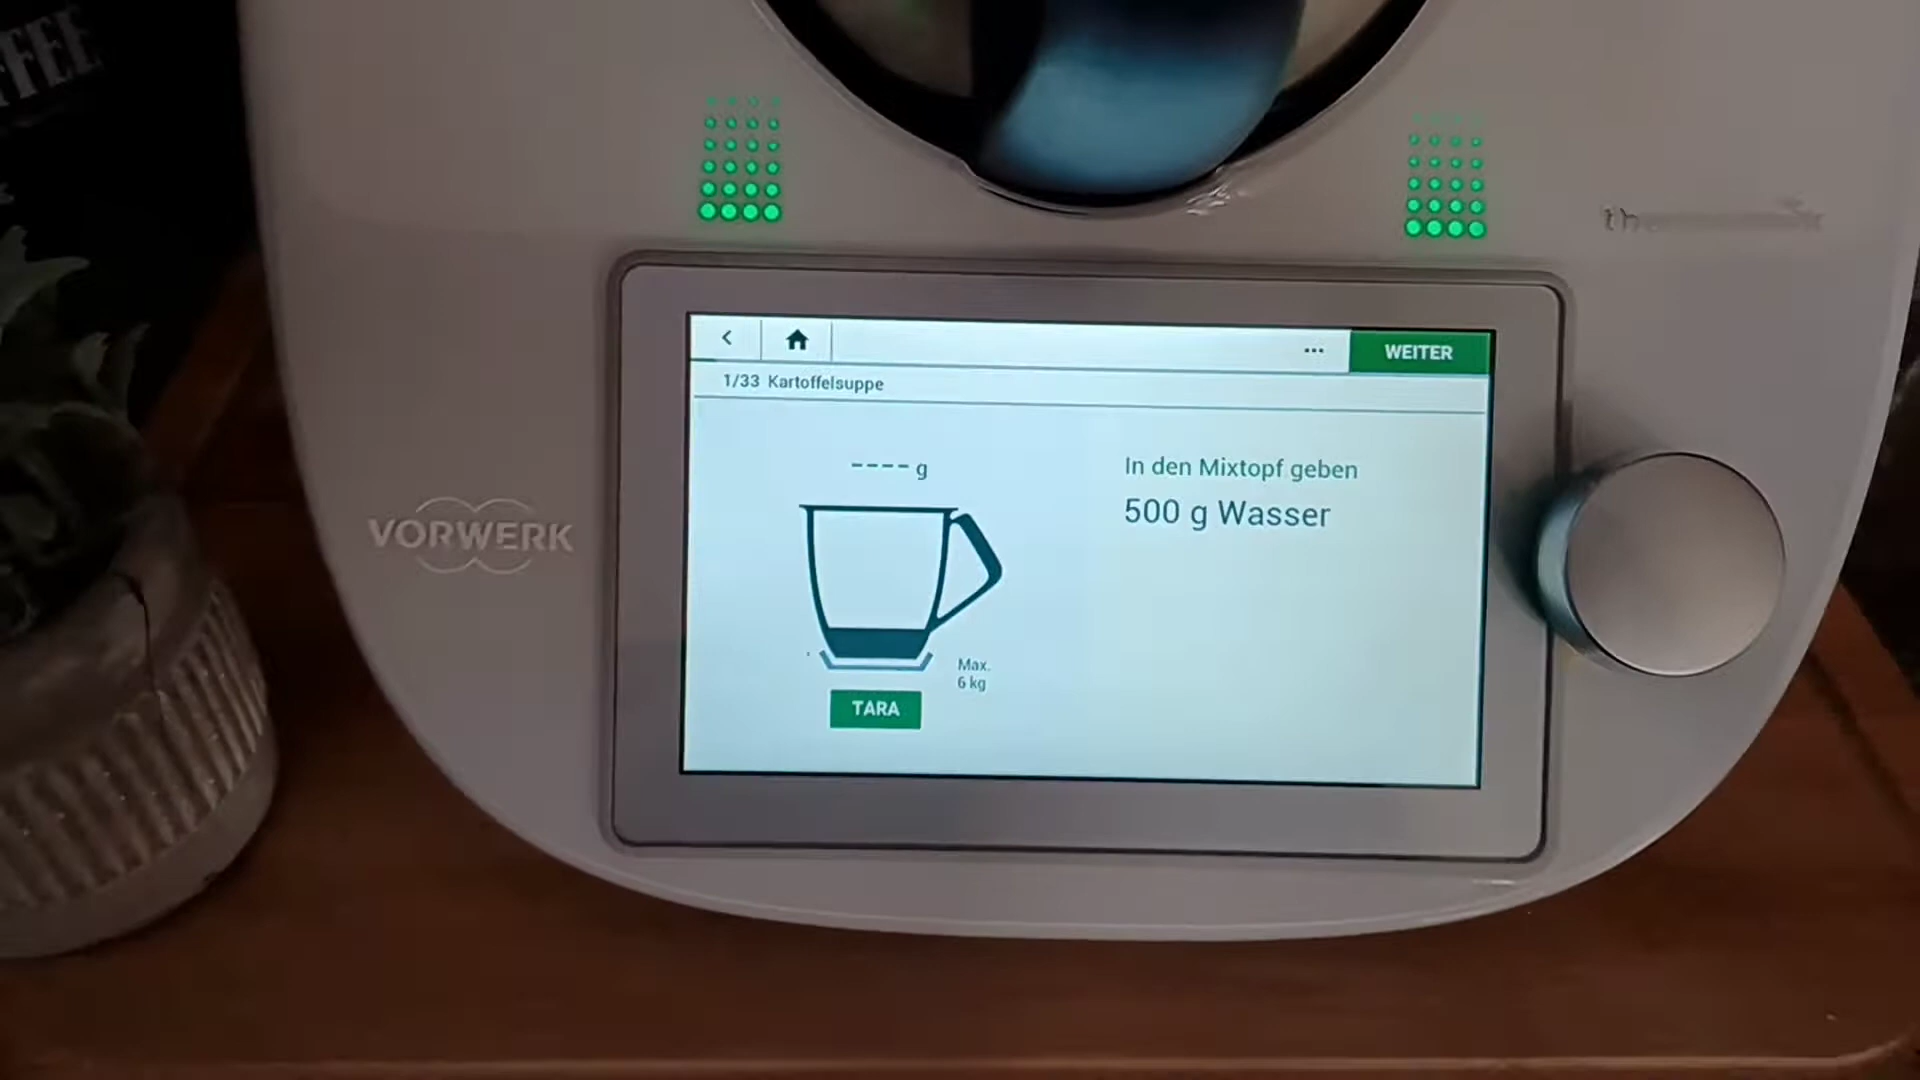 WEITER
1/33 Kartoffelsuppe
---- g
In den Mixtopf geben
500 g Wasser
VORWERK
Max.
6 kg
TARA